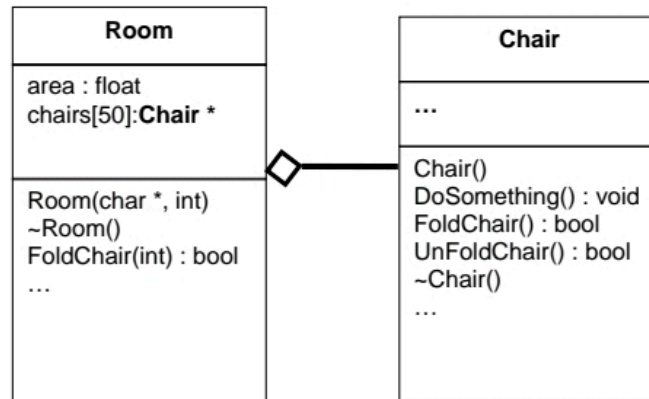 Room
area : float
chairs[50]:Chair *
Room(char *, int)
~Room()
FoldChair(int) : bool
…
Chair
…
Chair()
DoSomething() : void
FoldChair() : bool
UnFoldChair() : bool
~Chair()
…